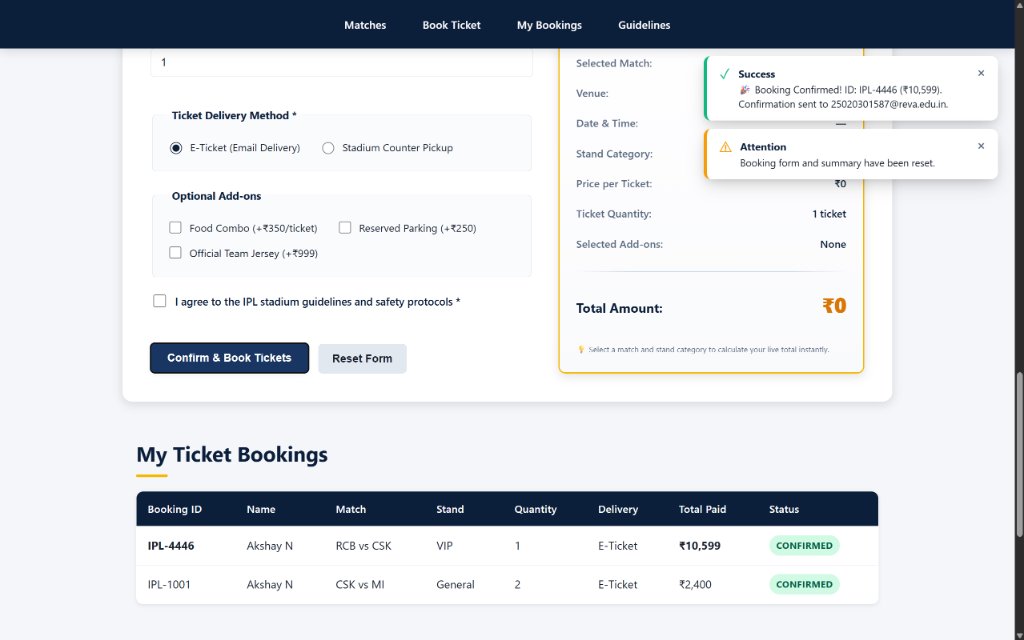 Matches Book Ticket My Bookings Guidelines
1
Ticket Delivery Method *
E-Ticket (Email Delivery) Stadium Counter Pickup
Optional Add-ons
Food Combo (+₹350/ticket) Reserved Parking (+₹250)
Official Team Jersey (+₹999)
I agree to the IPL stadium guidelines and safety protocols *
Confirm & Book Tickets Reset Form
Selected Match:
Venue:
Date & Time: —
Stand Category:
Price per Ticket: ₹0
Ticket Quantity: 1 ticket
Selected Add-ons: None
Total Amount: ₹0
💡 Select a match and stand category to calculate your live total instantly.
✓ Success ×
🎉 Booking Confirmed! ID: IPL-4446 (₹10,599).
Confirmation sent to 25020301587@reva.edu.in.
⚠ Attention ×
Booking form and summary have been reset.
My Ticket Bookings
Booking ID Name Match Stand Quantity Delivery Total Paid Status
IPL-4446 Akshay N RCB vs CSK VIP 1 E-Ticket ₹10,599 CONFIRMED
IPL-1001 Akshay N CSK vs MI General 2 E-Ticket ₹2,400 CONFIRMED